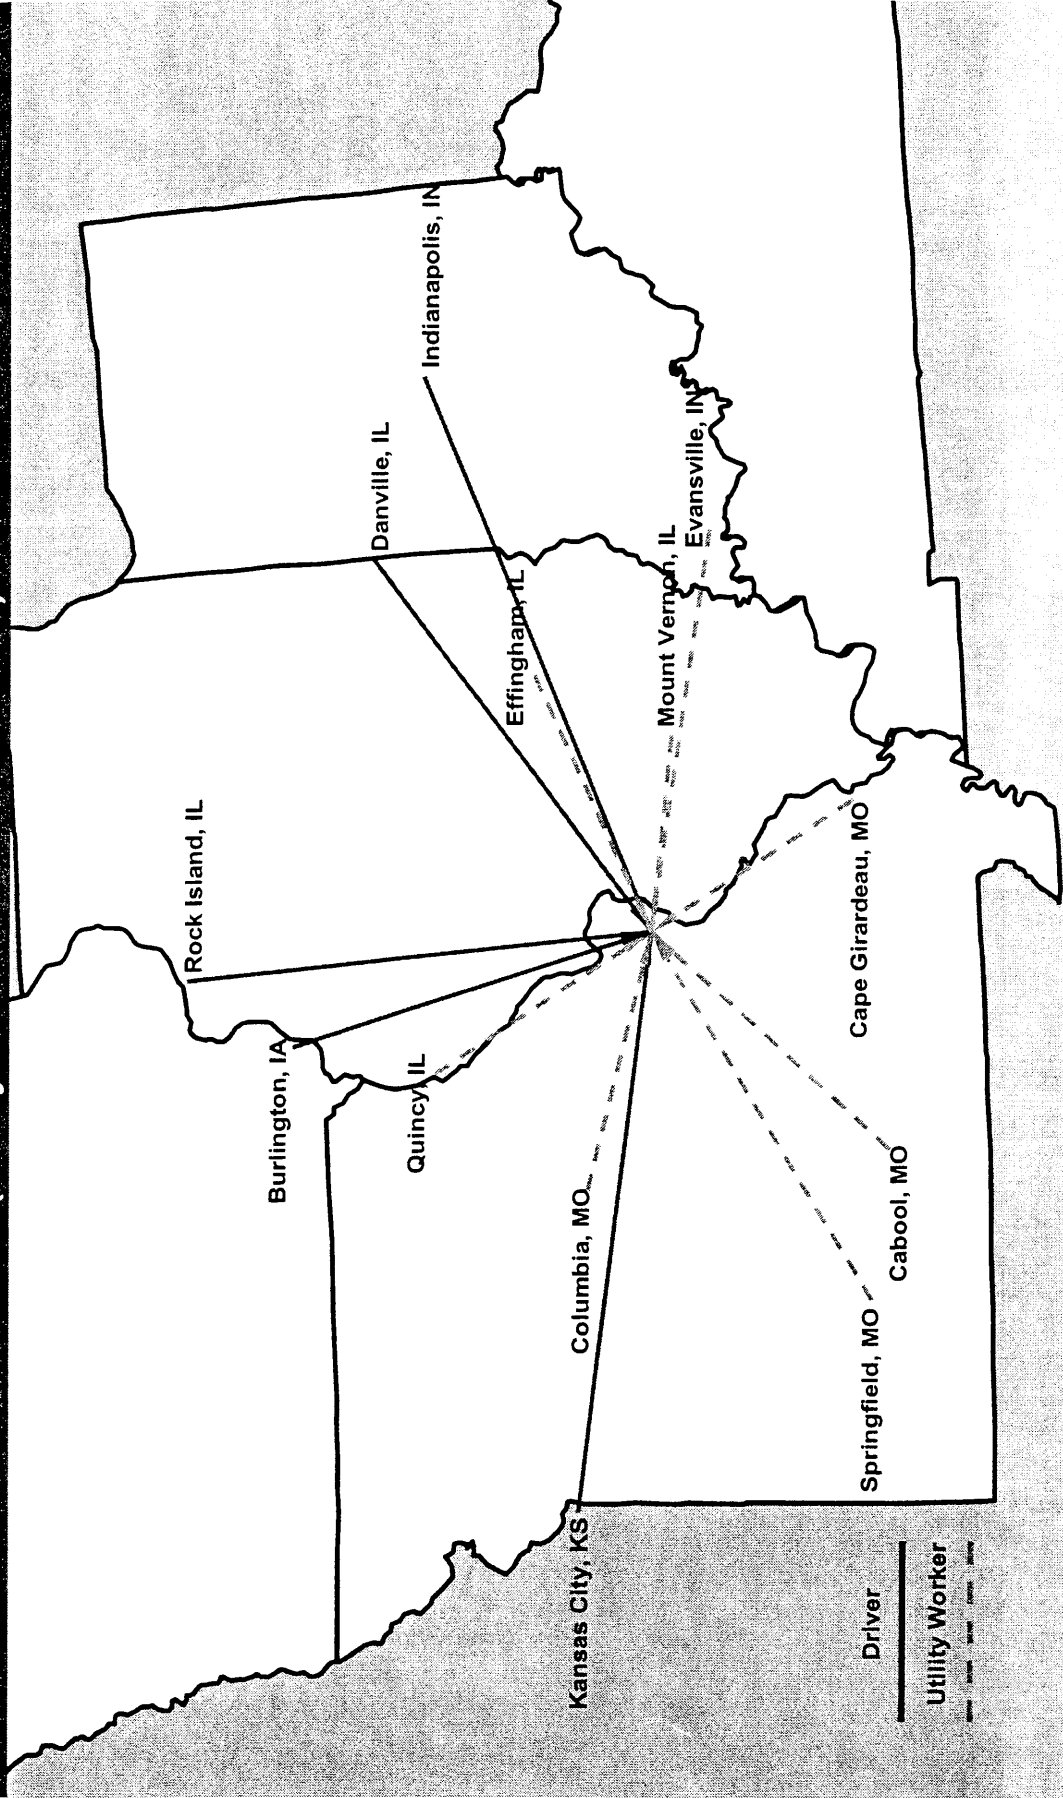 Rock Island, IL
Burlington, IA
Danville, IL
Quincy, IL
Indianapolis, IN
Effingham, IL
Columbia, MO
Kansas City, KS
Mount Vernon, IL
Evansville, IN
Cape Girardeau, MO
Springfield, MO
Cabool, MO
Driver
Utility Worker